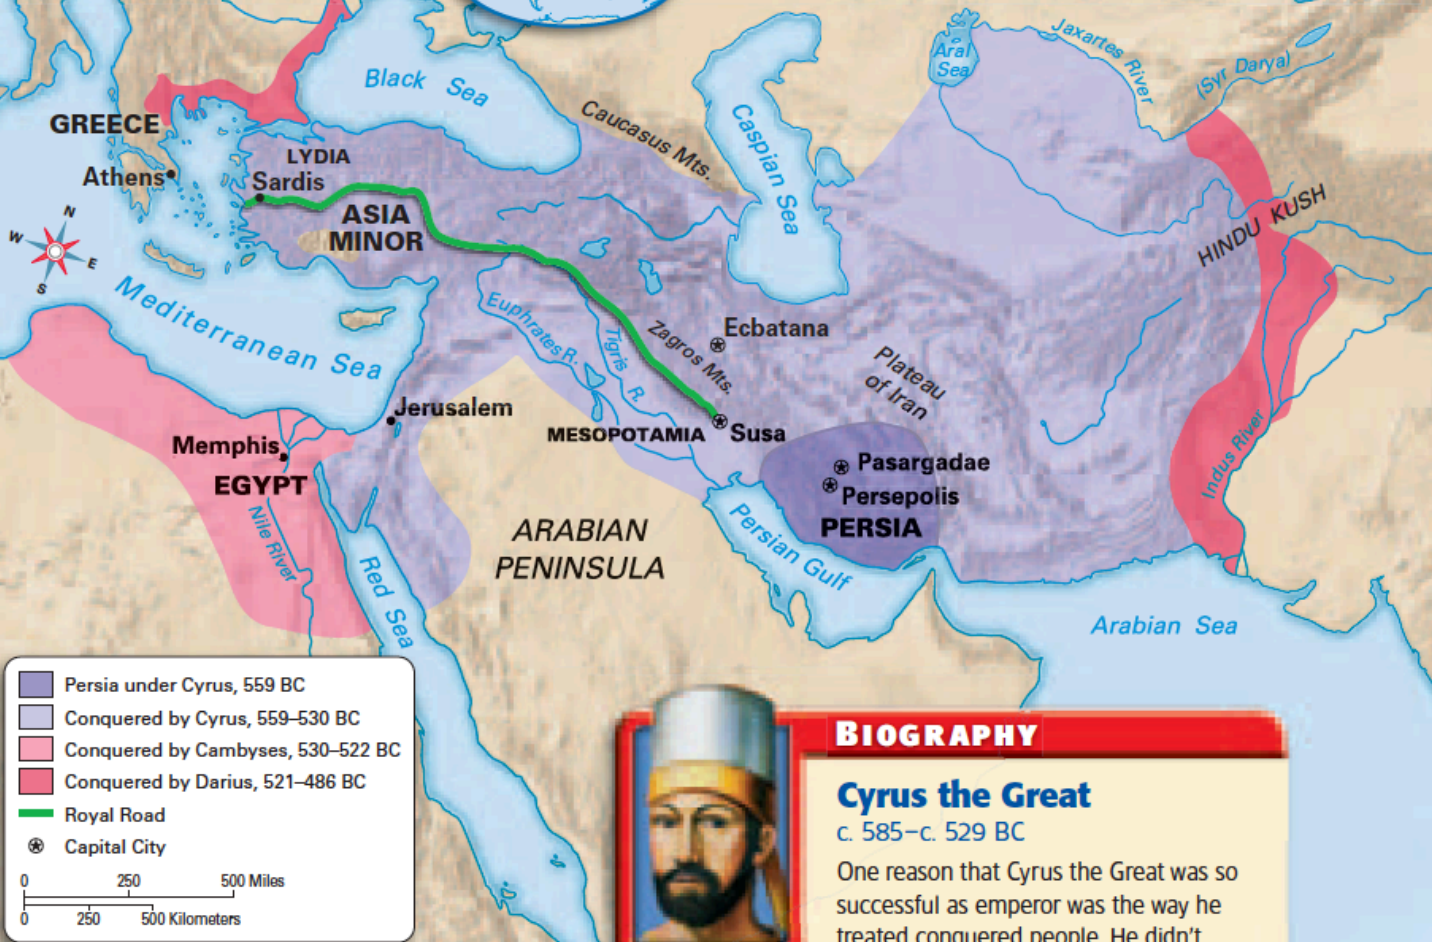 Black Sea
Aral
Sea
Jaxartes River
(Syr Darya)
Caucasus Mts.
Caspian Sea
GREECE
Athens
LYDIA
Sardis
ASIA
MINOR
HINDU KUSH
N
W
E
S
Mediterranean Sea
Euphrates R.
Tigris R.
Zagros Mts.
Ecbatana
Plateau
of Iran
Jerusalem
Memphis
EGYPT
MESOPOTAMIA
Susa
Pasargadae
Persepolis
PERSIA
Indus River
Nile River
Red Sea
ARABIAN
PENINSULA
Persian Gulf
Arabian Sea
Persia under Cyrus, 559 BC
Conquered by Cyrus, 559–530 BC
Conquered by Cambyses, 530–522 BC
Conquered by Darius, 521–486 BC
Royal Road
Capital City
0 250 500 Miles
0 250 500 Kilometers
BIOGRAPHY
Cyrus the Great
c. 585–c. 529 BC
One reason that Cyrus the Great was so
successful as emperor was the way he
treated conquered people. He didn't